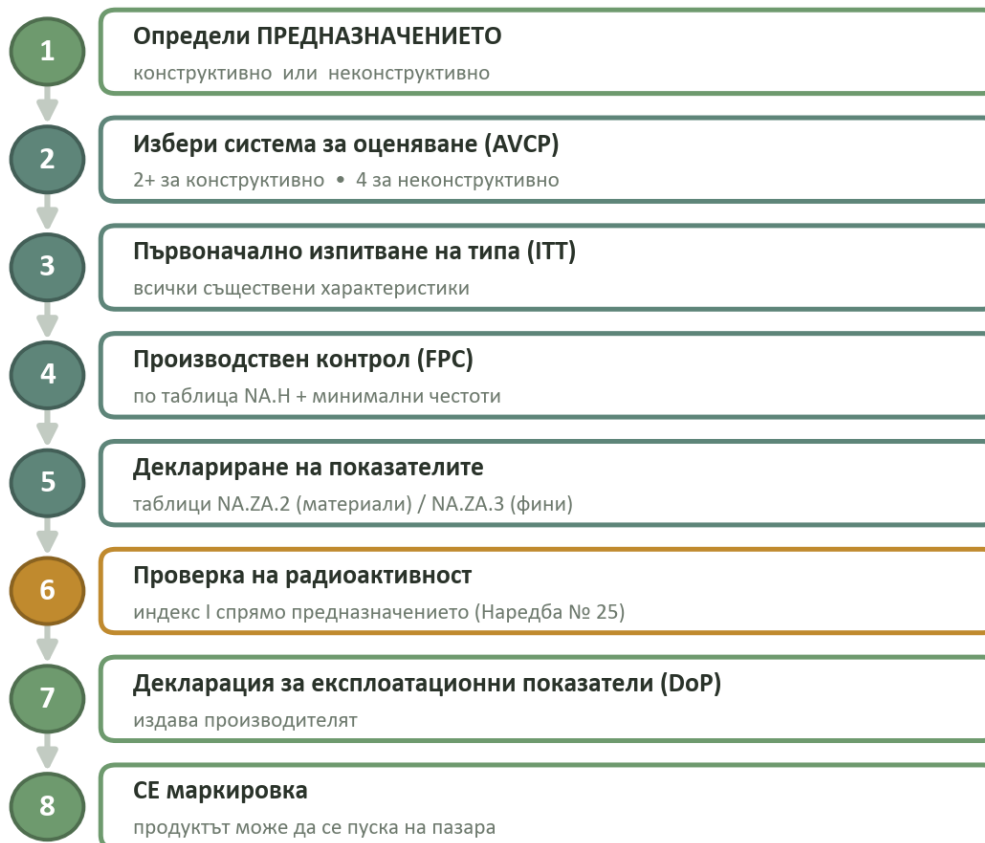 1
Определи ПРЕДНАЗНАЧЕНИЕТО
конструктивно или неконструктивно
2
Избери система за оценяване (AVCP)
2+ за конструктивно • 4 за неконструктивно
3
Първоначално изпитване на типа (ITT)
всички съществени характеристики
4
Производствен контрол (FPC)
по таблица NA.H + минимални честоти
5
Деклариране на показателите
таблици NA.ZA.2 (материали) / NA.ZA.3 (фини)
6
Проверка на радиоактивност
индекс I спрямо предназначението (Наредба № 25)
7
Декларация за експлоатационни показатели (DoP)
издава производителят
8
CE маркировка
продуктът може да се пуска на пазара